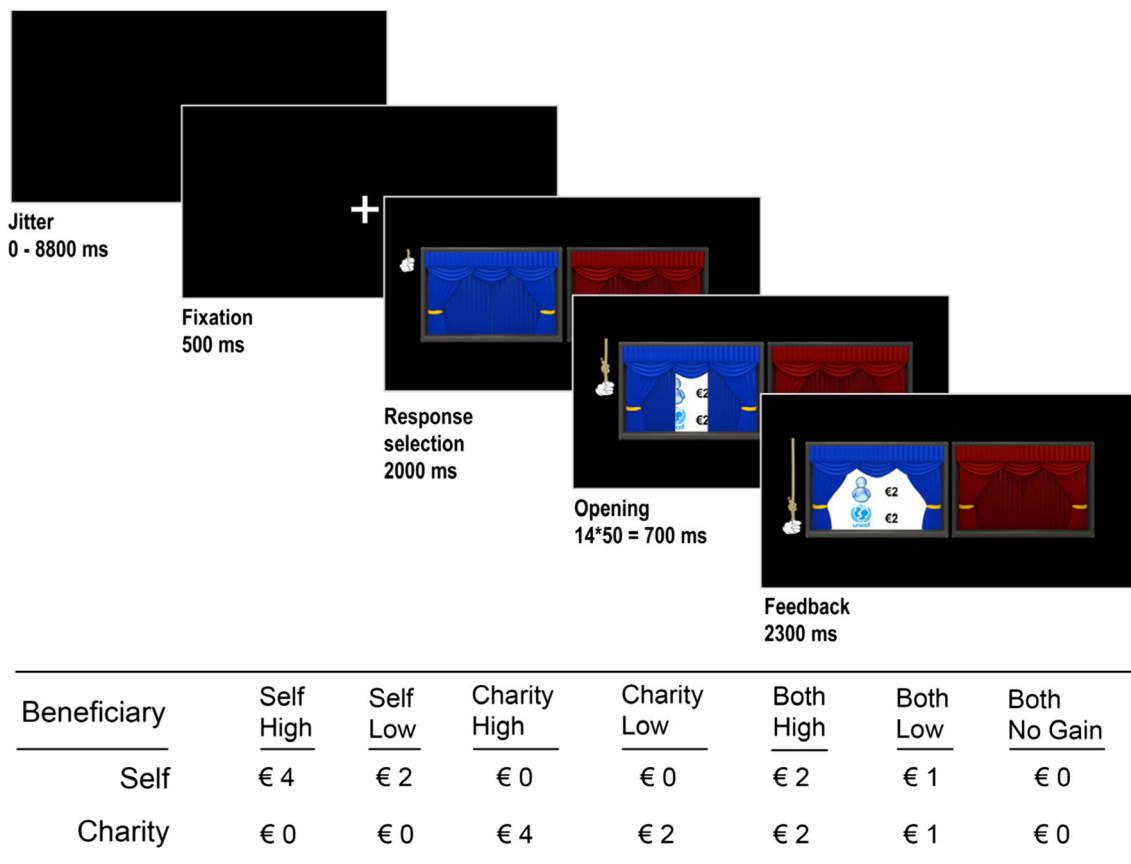 Jitter
0 - 8800 ms
Fixation
500 ms
Response
selection
2000 ms
€2
€2
Opening
14*50 = 700 ms
€2
€2
unicef
Feedback
2300 ms
Beneficiary Self High Self Low Charity High Charity Low Both High Both Low Both No Gain
Self € 4 € 2 € 0 € 0 € 2 € 1 € 0
Charity € 0 € 0 € 4 € 2 € 2 € 1 € 0